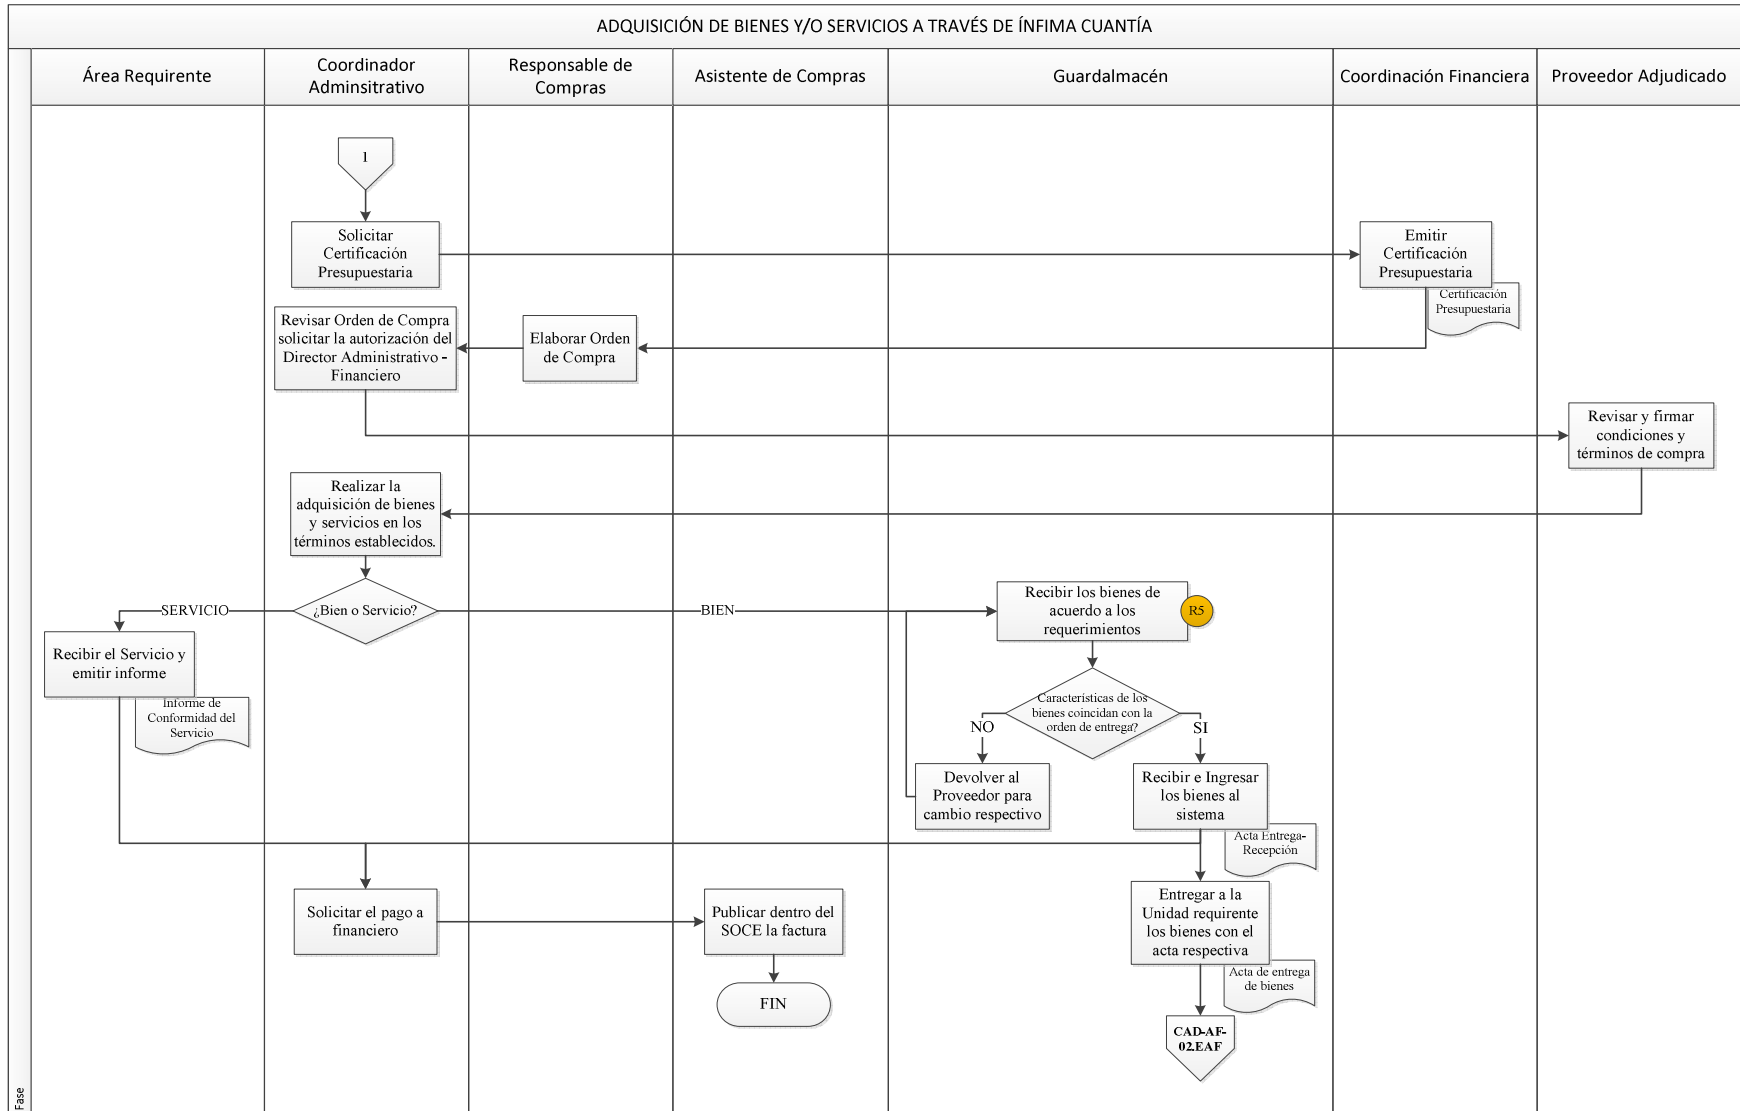 ADQUISICIÓN DE BIENES Y/O SERVICIOS A TRAVÉS DE ÍNFIMA CUANTÍA
Área Requirente
Coordinador
Adminsitrativo
Responsable de
Compras
Asistente de Compras
Guardalmacén
Coordinación Financiera
Proveedor Adjudicado
1
Solicitar
Certificación
Presupuestaria
Emitir
Certificación
Presupuestaria
Certificación
Presupuestaria
Revisar Orden de Compra
solicitar la autorización del
Director Administrativo -
Financiero
Elaborar Orden
de Compra
Revisar y firmar
condiciones y
términos de compra
Realizar la
adquisición de bienes
y servicios en los
términos establecidos.
¿Bien o Servicio?
SERVICIO
BIEN
Recibir los bienes de
acuerdo a los
requerimientos
R5
Recibir el Servicio y
emitir informe
Informe de
Conformidad del
Servicio
Características de los
bienes coincidan con la
orden de entrega?
NO
SI
Devolver al
Proveedor para
cambio respectivo
Recibir e Ingresar
los bienes al
sistema
Acta Entrega-
Recepción
Solicitar el pago a
financiero
Publicar dentro del
SOCE la factura
Entregar a la
Unidad requirente
los bienes con el
acta respectiva
Acta de entrega
de bienes
FIN
CAD-AF-
02.EAF
Fase